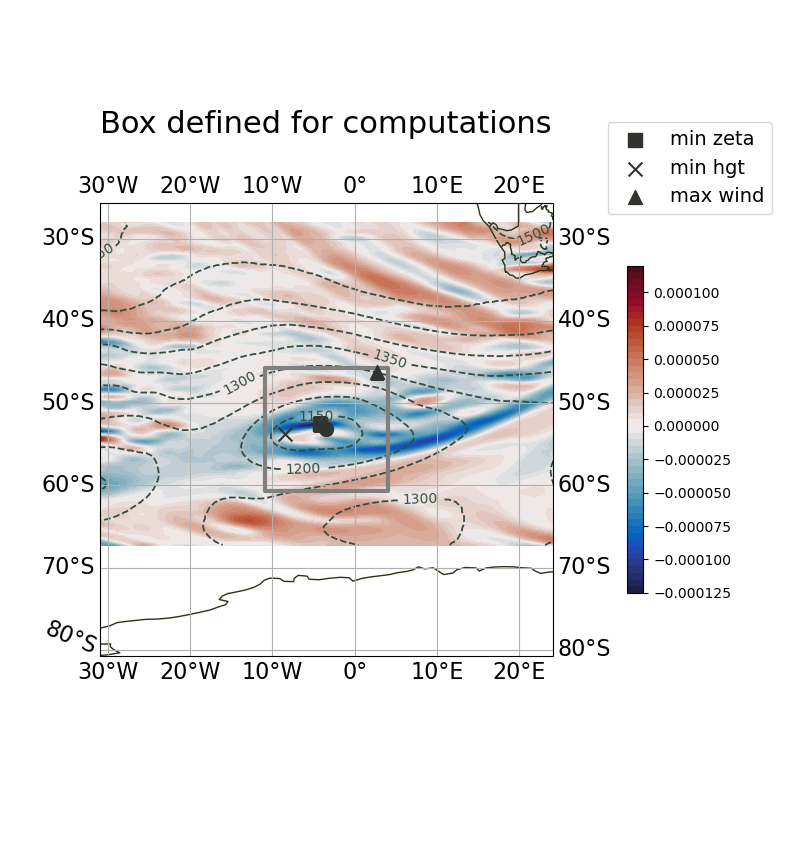 Box defined for computations
min zeta
min hgt
max wind
30°W 20°W 10°W 0° 10°E 20°E
30°S 30°S
40°S 40°S
50°S 50°S
60°S 60°S
70°S 70°S
80°S 80°S
30°W 20°W 10°W 0° 10°E 20°E
1500
50
1350
1300
1150
1200
1300
0.000100
0.000075
0.000050
0.000025
0.000000
−0.000025
−0.000050
−0.000075
−0.000100
−0.000125